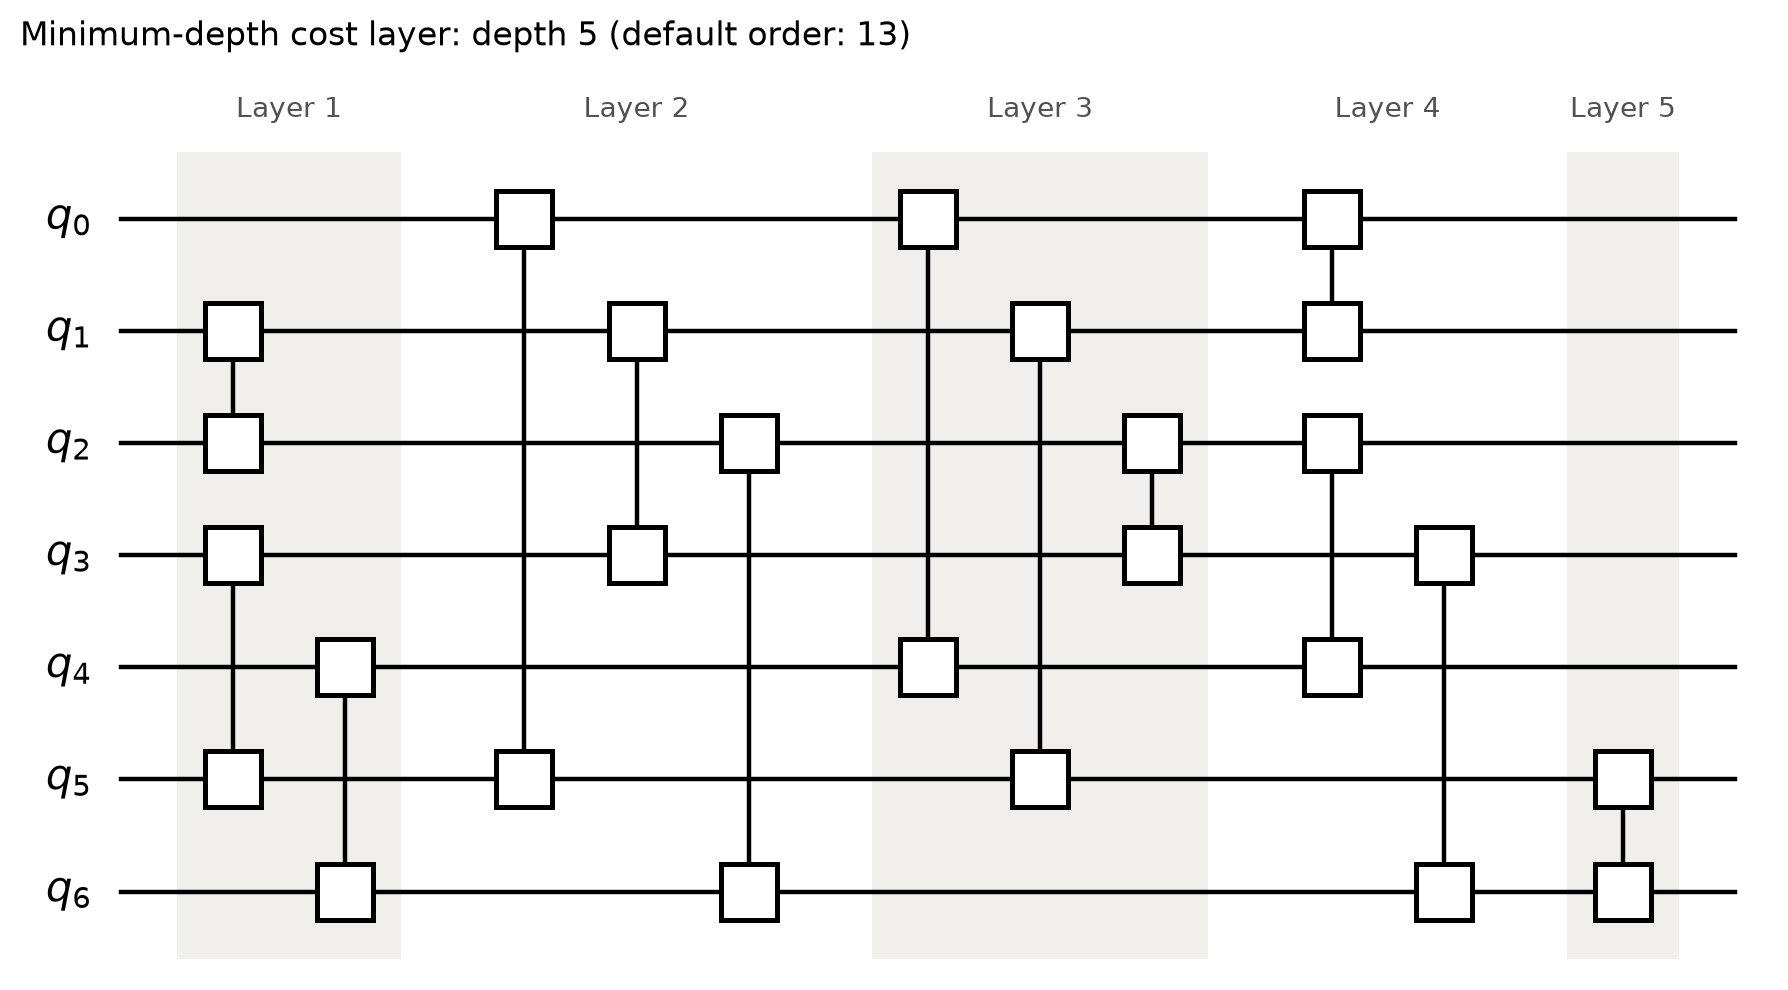 Minimum-depth cost layer: depth 5 (default order: 13)
Layer 1 Layer 2 Layer 3 Layer 4 Layer 5
q0
q1
q2
q3
q4
q5
q6